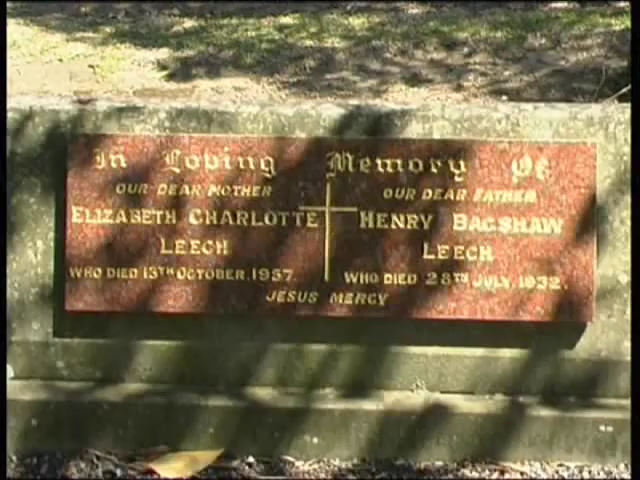 In Loving Memory Of
OUR DEAR MOTHER
ELIZABETH CHARLOTTE
LEECH
WHO DIED 13TH OCTOBER, 1957.
OUR DEAR FATHER
HENRY BAGSHAW
LEECH
WHO DIED 28TH JULY, 1932.
JESUS MERCY